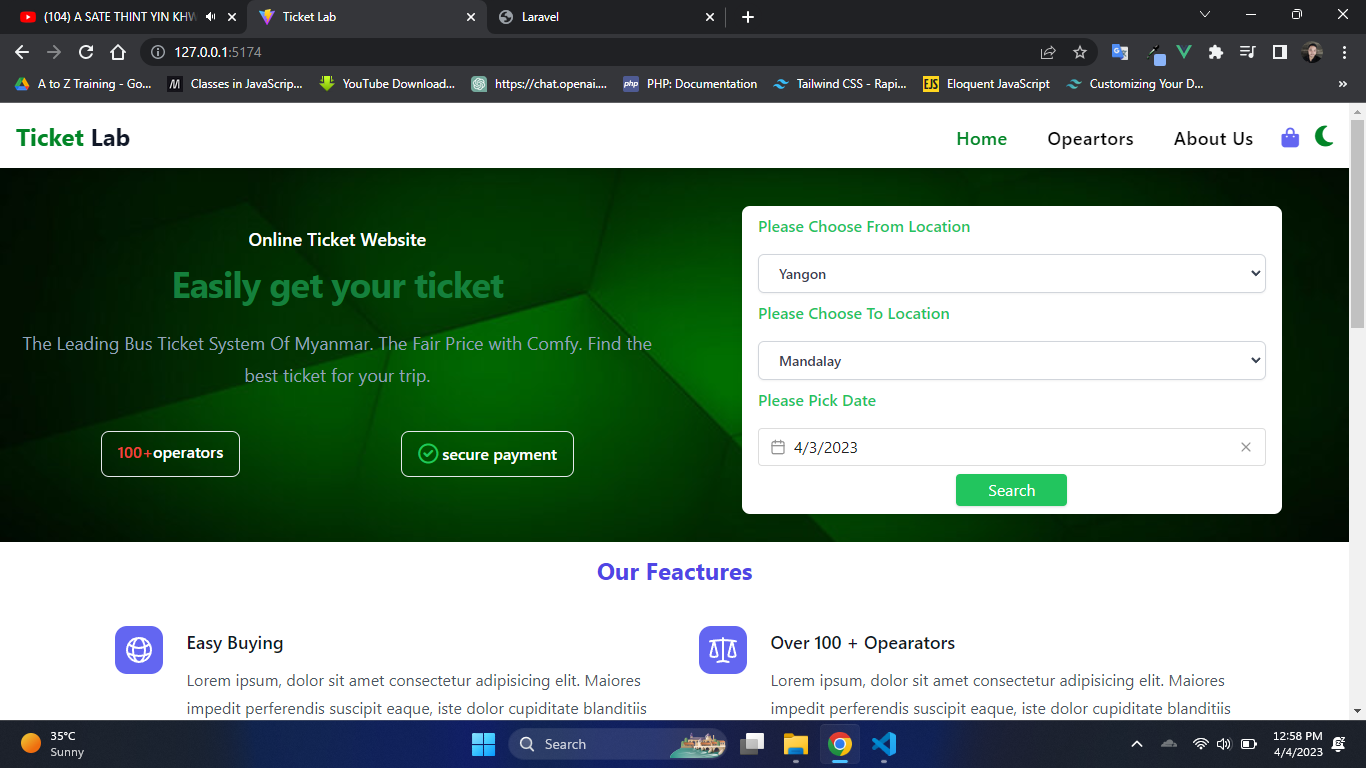 (104) A SATE THINT YIN KHW
Ticket Lab
Laravel
127.0.0.1:5174
A to Z Training - Go...
Classes in JavaScrip...
YouTube Download...
https://chat.openai....
php
PHP: Documentation
Tailwind CSS - Rapi...
EJS
Eloquent JavaScript
Customizing Your D...
»
Ticket Lab
Home
Opeartors
About Us
Online Ticket Website
Easily get your ticket
The Leading Bus Ticket System Of Myanmar. The Fair Price with Comfy. Find the
best ticket for your trip.
100+operators
secure payment
Please Choose From Location
Yangon
Please Choose To Location
Mandalay
Please Pick Date
4/3/2023
Search
Our Feactures
Easy Buying
Lorem ipsum, dolor sit amet consectetur adipisicing elit. Maiores
impedit perferendis suscipit eaque, iste dolor cupiditate blanditiis
Over 100 + Opearators
Lorem ipsum, dolor sit amet consectetur adipisicing elit. Maiores
impedit perferendis suscipit eaque, iste dolor cupiditate blanditiis
35°C
Sunny
Search
12:58 PM
4/4/2023